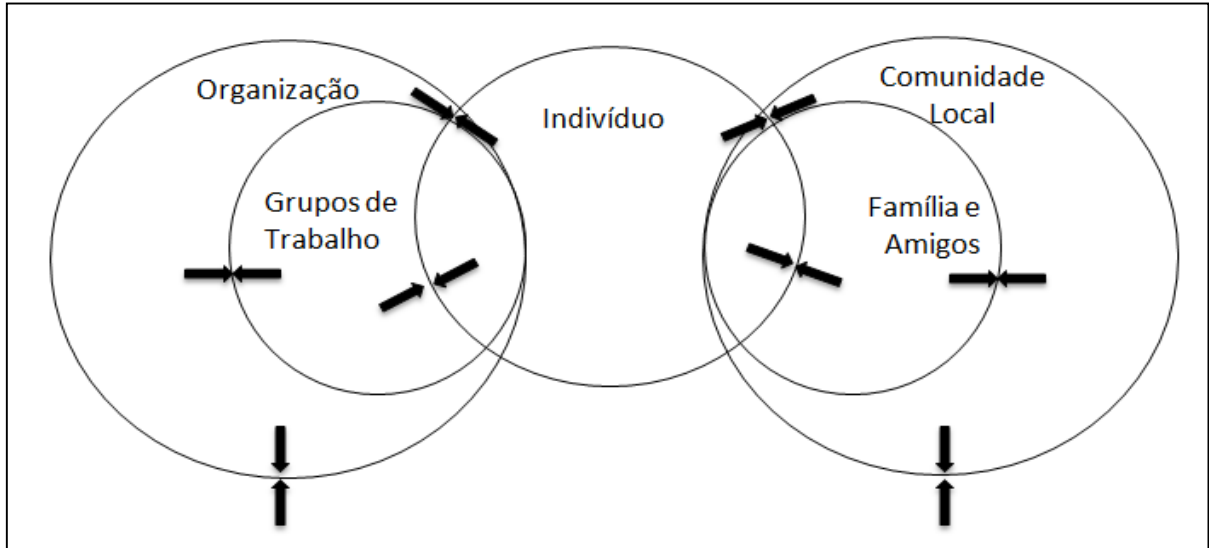 Organização
Grupos de
Trabalho
Indivíduo
Comunidade
Local
Família e
Amigos